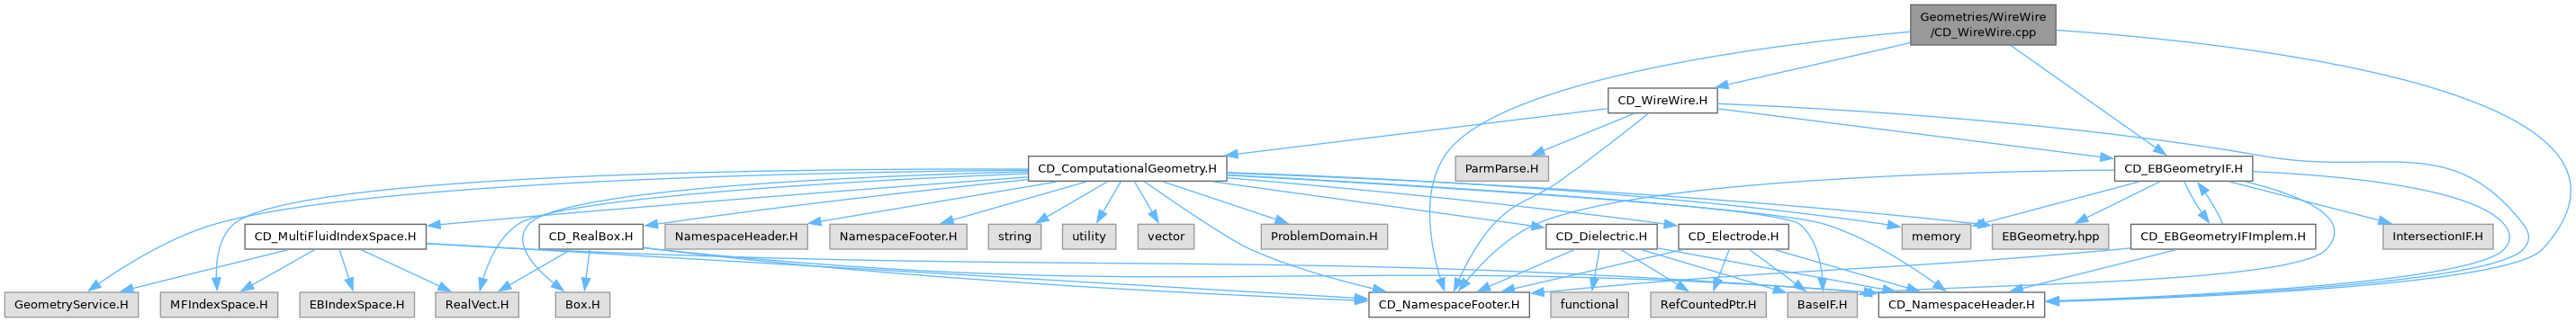 Geometries/WireWire
/CD_WireWire.cpp
CD_WireWire.H
CD_ComputationalGeometry.H
ParmParse.H
CD_EBGeometryIF.H
CD_MultiFluidIndexSpace.H
CD_RealBox.H
NamespaceHeader.H
NamespaceFooter.H
string
utility
vector
ProblemDomain.H
CD_Dielectric.H
CD_Electrode.H
memory
EBGeometry.hpp
CD_EBGeometryIFImplem.H
IntersectionIF.H
GeometryService.H
MFIndexSpace.H
EBIndexSpace.H
RealVect.H
Box.H
CD_NamespaceFooter.H
functional
RefCountedPtr.H
BaseIF.H
CD_NamespaceHeader.H